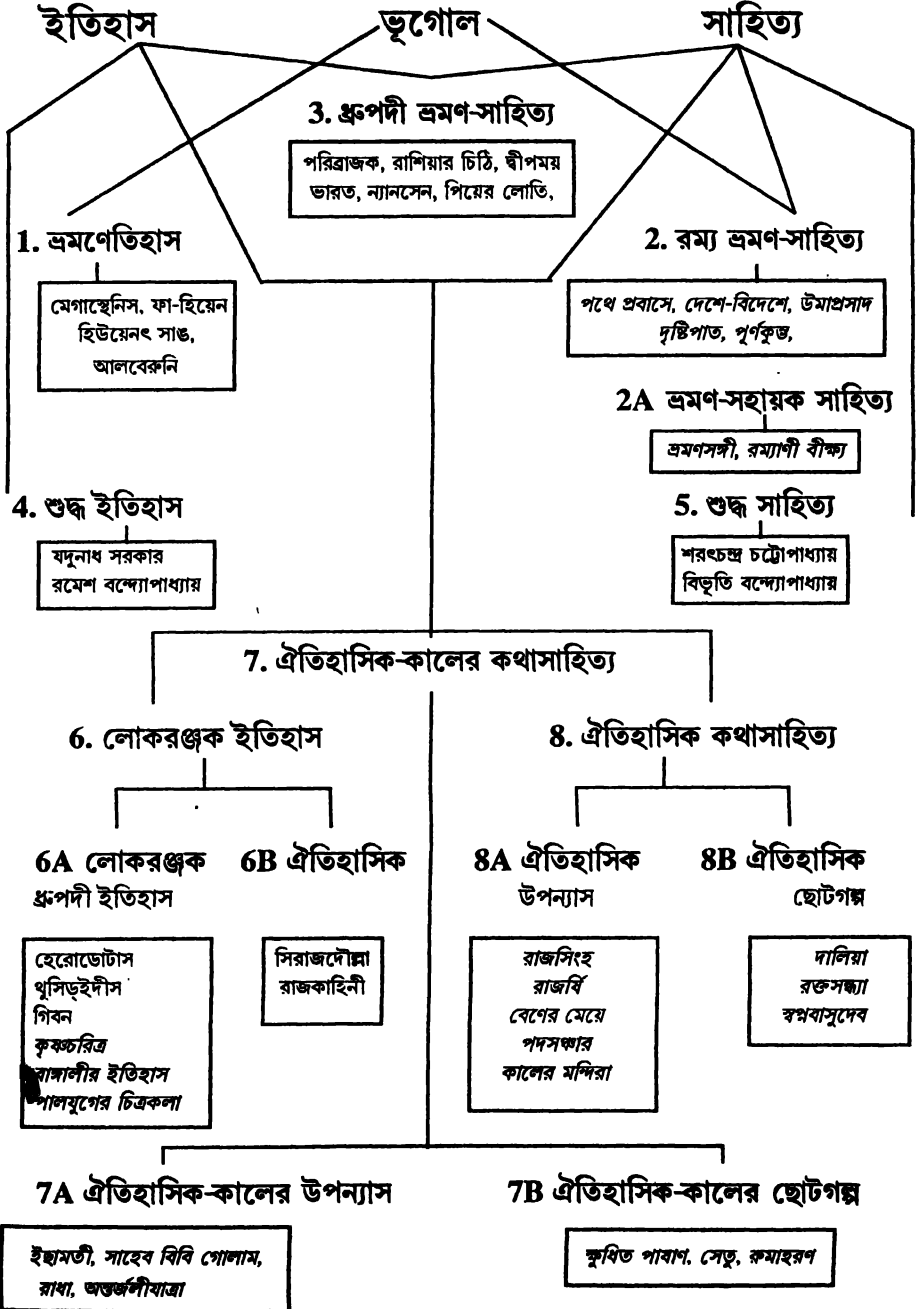 ইতিহাস ভূগোল সাহিত্য
3. ধ্রুপদী ভ্রমণ-সাহিত্য
পরিব্রাজক, রাশিয়ার চিঠি, দ্বীপময়
ভারত, ন্যানসেন, পিয়ের লোতি,
1. ভ্রমণেতিহাস
মেগাস্থেনিস, ফা-হিয়েন
হিউয়েনৎ সাঙ,
আলবেরুনি
2. রম্য ভ্রমণ-সাহিত্য
পথে প্রবাসে, দেশে-বিদেশে, উমাপ্রসাদ
দৃষ্টিপাত, পূর্ণকুম্ভ,
2A ভ্রমণ-সহায়ক সাহিত্য
ভ্রমণসঙ্গী, রম্যাণী বীক্ষ্য
4. শুদ্ধ ইতিহাস
যদুনাথ সরকার
রমেশ বন্দ্যোপাধ্যায়
5. শুদ্ধ সাহিত্য
শরৎচন্দ্র চট্টোপাধ্যায়
বিভূতি বন্দ্যোপাধ্যায়
7. ঐতিহাসিক-কালের কথাসাহিত্য
6. লোকরঞ্জক ইতিহাস
8. ঐতিহাসিক কথাসাহিত্য
6A লোকরঞ্জক
ধ্রুপদী ইতিহাস
6B ঐতিহাসিক
8A ঐতিহাসিক
উপন্যাস
8B ঐতিহাসিক
ছোটগল্প
হেরোডোটাস
থুসিড্‌ইদীস
গিবন
কৃষ্ণচরিত্র
বাঙ্গালীর ইতিহাস
পালযুগের চিত্রকলা
সিরাজদৌল্লা
রাজকাহিনী
রাজসিংহ
রাজর্ষি
বেণের মেয়ে
পদসঞ্চার
কালের মন্দিরা
দালিয়া
রক্তসন্ধ্যা
স্বপ্নবাসুদেব
7A ঐতিহাসিক-কালের উপন্যাস
ইছামতী, সাহেব বিবি গোলাম,
রাধা, অন্তর্জলীযাত্রা
7B ঐতিহাসিক-কালের ছোটগল্প
ক্ষুধিত পাষাণ, সেতু, রুমাহরণ